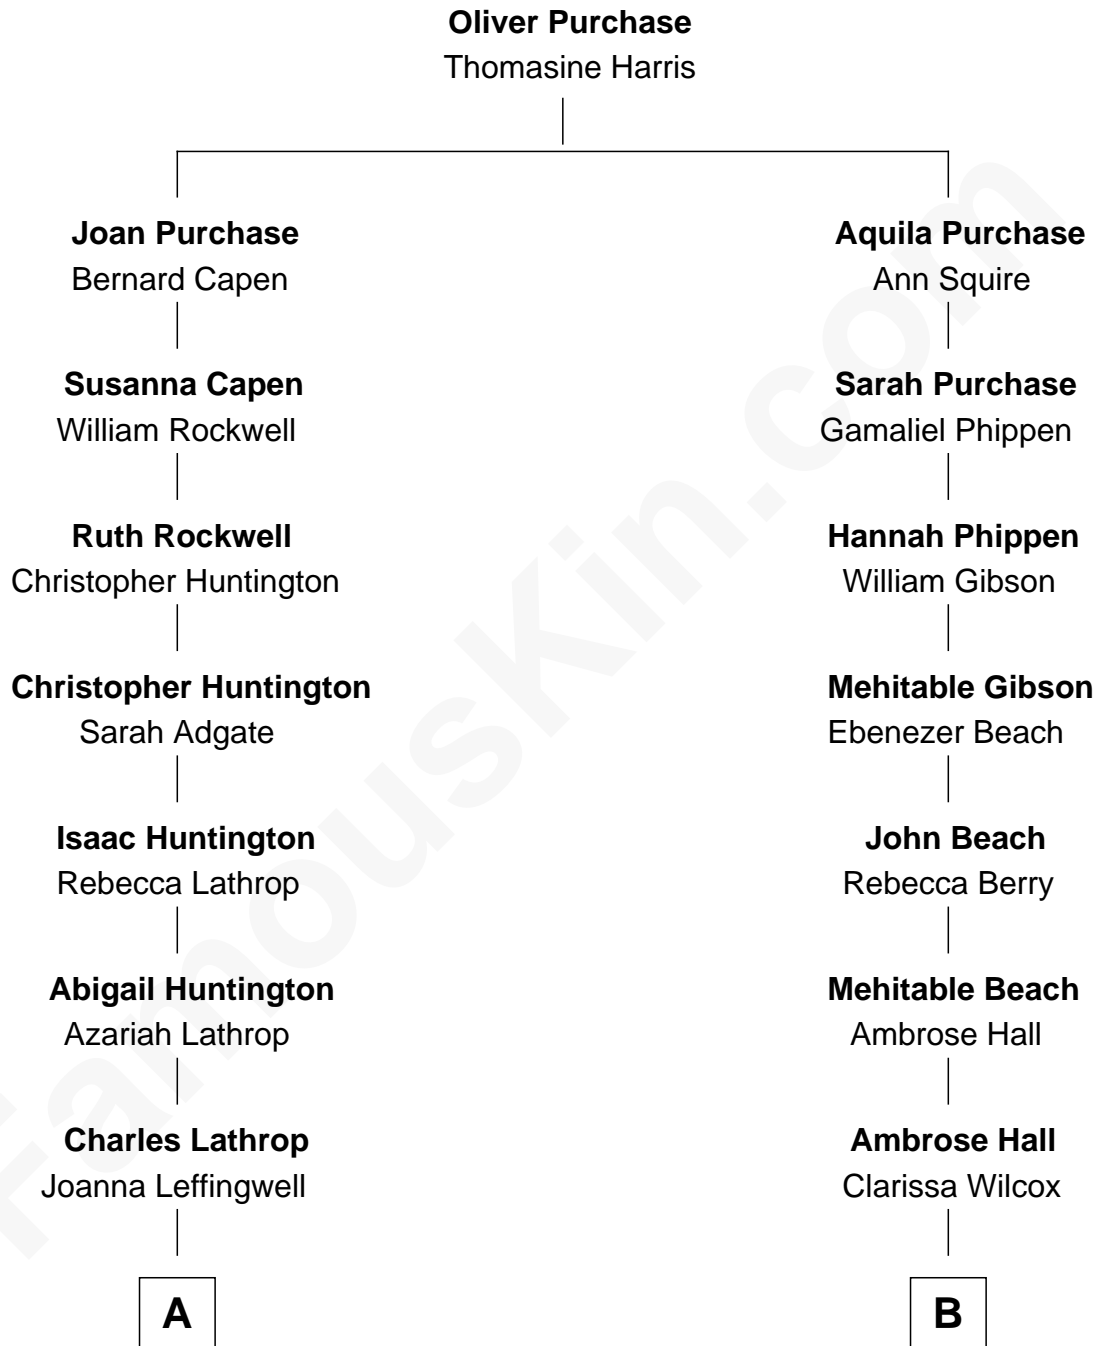 Oliver Purchase
Thomasine Harris
Joan Purchase
Bernard Capen
Aquila Purchase
Ann Squire
Susanna Capen
William Rockwell
Sarah Purchase
Gamaliel Phippen
Ruth Rockwell
Christopher Huntington
Hannah Phippen
William Gibson
Christopher Huntington
Sarah Adgate
Mehitable Gibson
Ebenezer Beach
Isaac Huntington
Rebecca Lathrop
John Beach
Rebecca Berry
Abigail Huntington
Azariah Lathrop
Mehitable Beach
Ambrose Hall
Charles Lathrop
Joanna Leffingwell
Ambrose Hall
Clarissa Wilcox
A
B
FamousKin.com